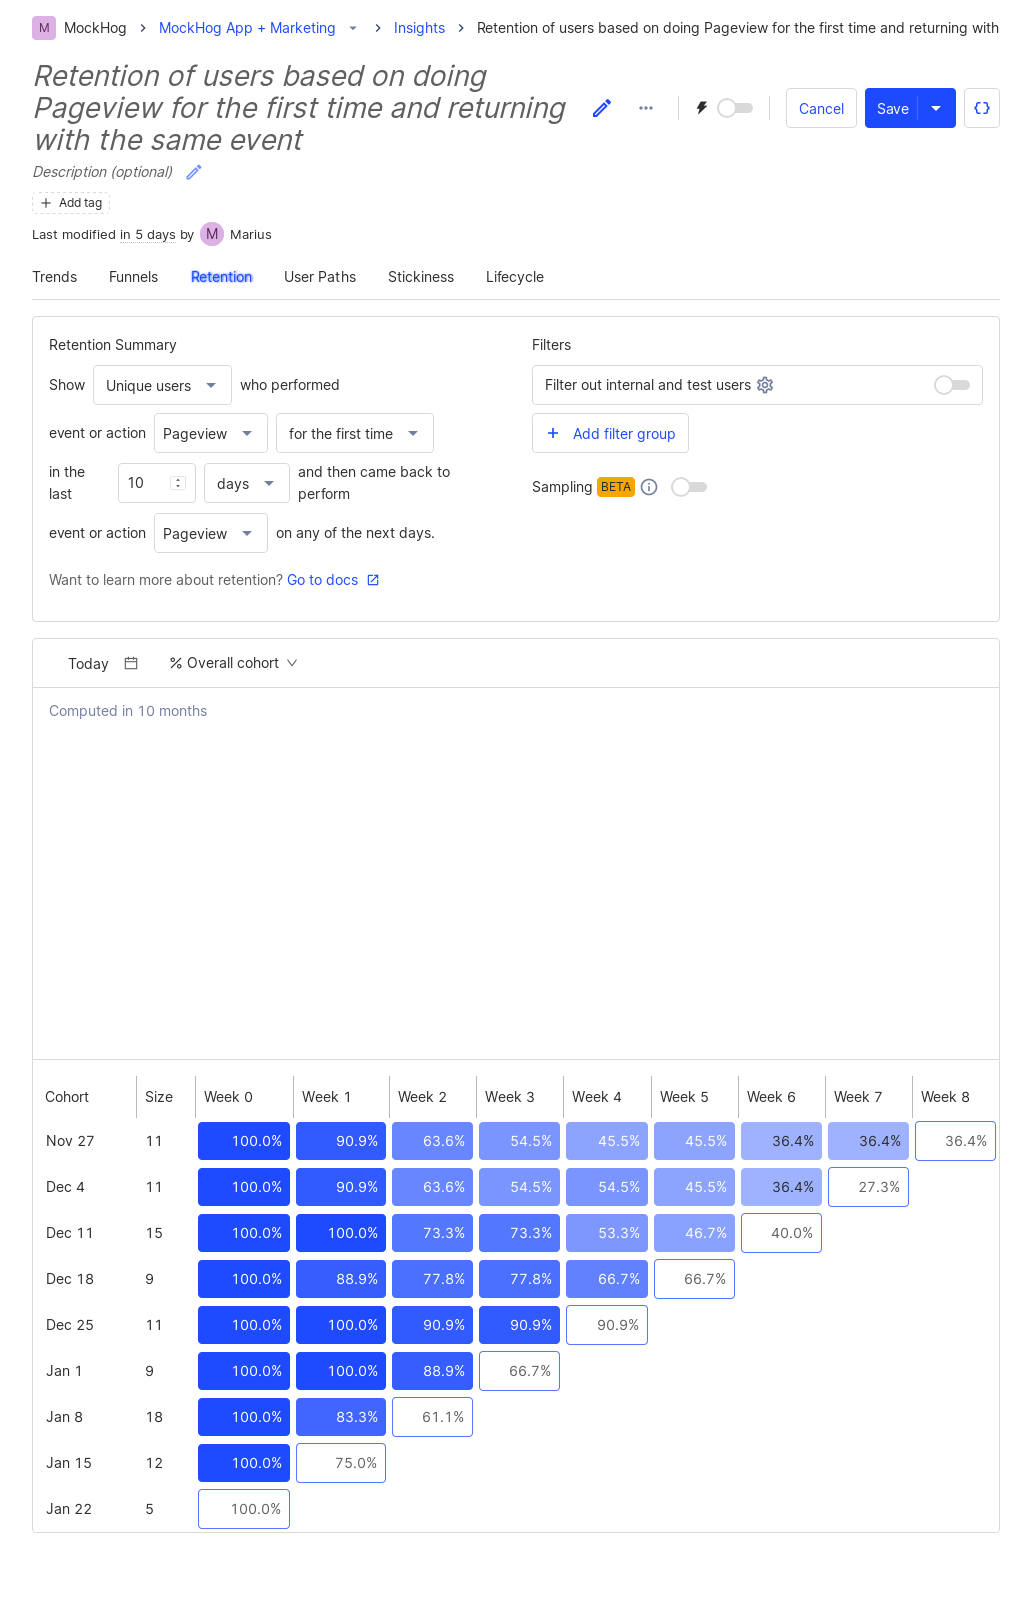 M MockHog > MockHog App + Marketing > Insights > Retention of users based on doing Pageview for the first time and returning with
Retention of users based on doing
Pageview for the first time and returning
with the same event
Cancel Save
Description (optional)
+ Add tag
Last modified in 5 days by M Marius
Trends Funnels Retention User Paths Stickiness Lifecycle
Retention Summary
Show Unique users who performed
event or action Pageview for the first time
in the last 10 days and then came back to
perform
event or action Pageview on any of the next days.
Want to learn more about retention? Go to docs
Filters
Filter out internal and test users
+ Add filter group
Sampling BETA
Today % Overall cohort
Computed in 10 months
Cohort Size Week 0 Week 1 Week 2 Week 3 Week 4 Week 5 Week 6 Week 7 Week 8
Nov 27 11 100.0% 90.9% 63.6% 54.5% 45.5% 45.5% 36.4% 36.4% 36.4%
Dec 4 11 100.0% 90.9% 63.6% 54.5% 54.5% 45.5% 36.4% 27.3%
Dec 11 15 100.0% 100.0% 73.3% 73.3% 53.3% 46.7% 40.0%
Dec 18 9 100.0% 88.9% 77.8% 77.8% 66.7% 66.7%
Dec 25 11 100.0% 100.0% 90.9% 90.9% 90.9%
Jan 1 9 100.0% 100.0% 88.9% 66.7%
Jan 8 18 100.0% 83.3% 61.1%
Jan 15 12 100.0% 75.0%
Jan 22 5 100.0%